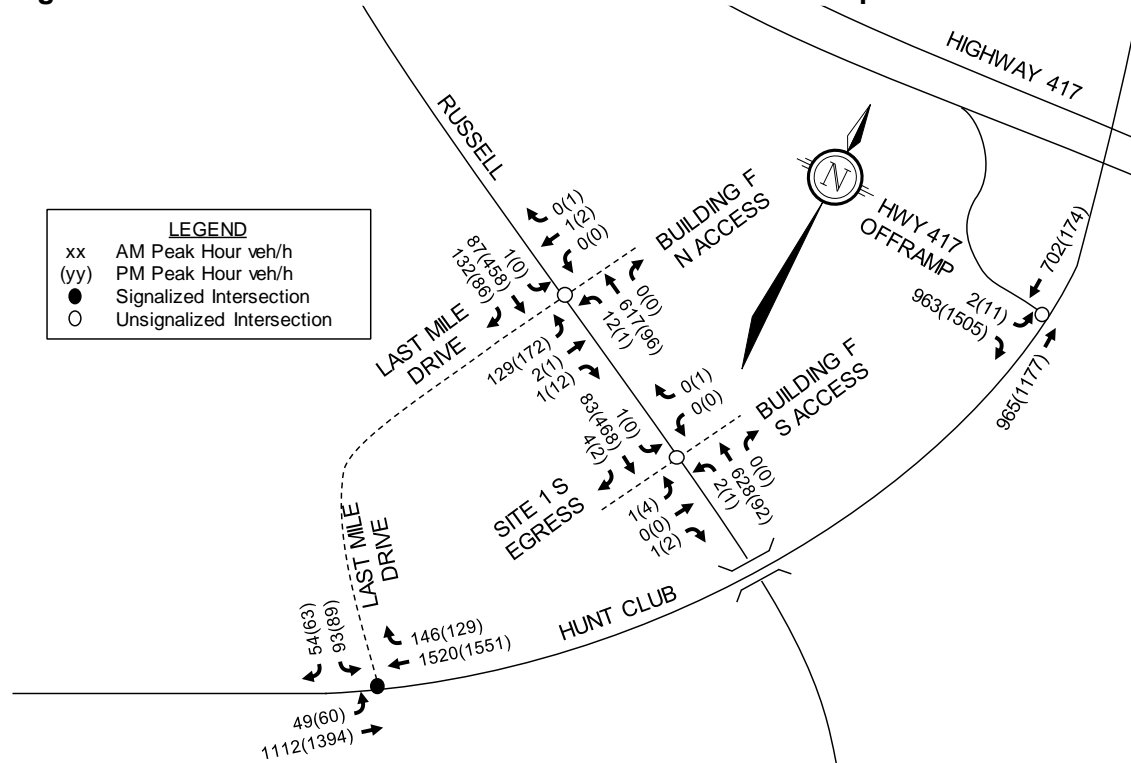 HIGHWAY 417
RUSSELL
N
BUILDING F
N ACCESS
HWY 417
OFFRAMP
LEGEND
xx AM Peak Hour veh/h
(yy) PM Peak Hour veh/h
Signalized Intersection
Unsignalized Intersection
0(1)
1(2)
0(0)
1(0)
87(458)
132(86)
0(0)
617(96)
12(1)
129(172)
2(1)
1(12)
LAST MILE
DRIVE
702(174)
2(11)
963(1505)
965(1177)
0(1)
0(0)
BUILDING F
S ACCESS
1(0)
83(468)
4(2)
0(0)
628(92)
2(1)
SITE 1 S
EGRESS
1(4)
0(0)
1(2)
LAST MILE
DRIVE
HUNT CLUB
54(63)
93(89)
146(129)
1520(1551)
49(60)
1112(1394)